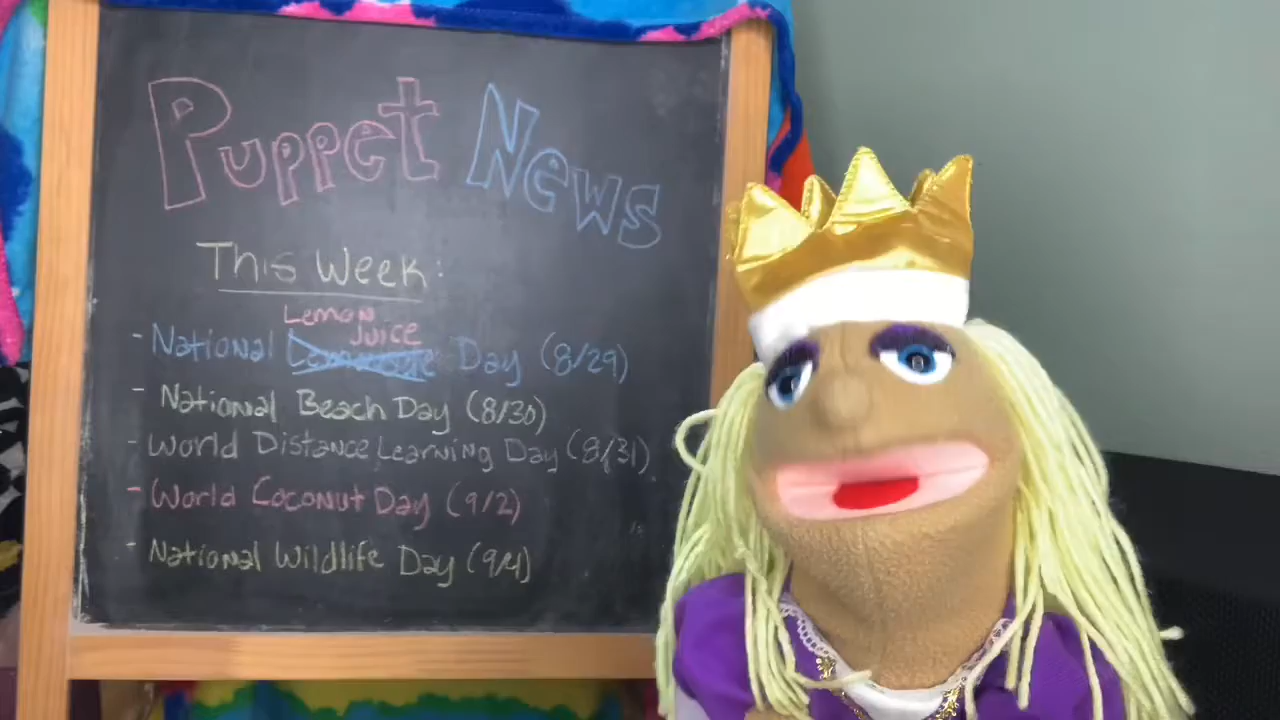 Puppet News
This Week:
Lemon
Juice
- National Day (8/29)
- National Beach Day (8/30)
- World Distance Learning Day (8/31)
- World Coconut Day (9/2)
- National Wildlife Day (9/4)